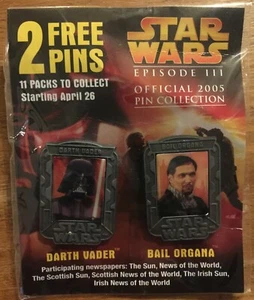 2 FREE
PINS
11 PACKS TO COLLECT
Starting April 26
STAR
WARS
EPISODE III
OFFICIAL 2005
PIN COLLECTION
DARTH VADER
STAR
WARS
BAIL ORGANA
STAR
WARS
DARTH VADER™
BAIL ORGANA™
Participating newspapers: The Sun, News of the World,
The Scottish Sun, Scottish News of the World, The Irish Sun,
Irish News of the World